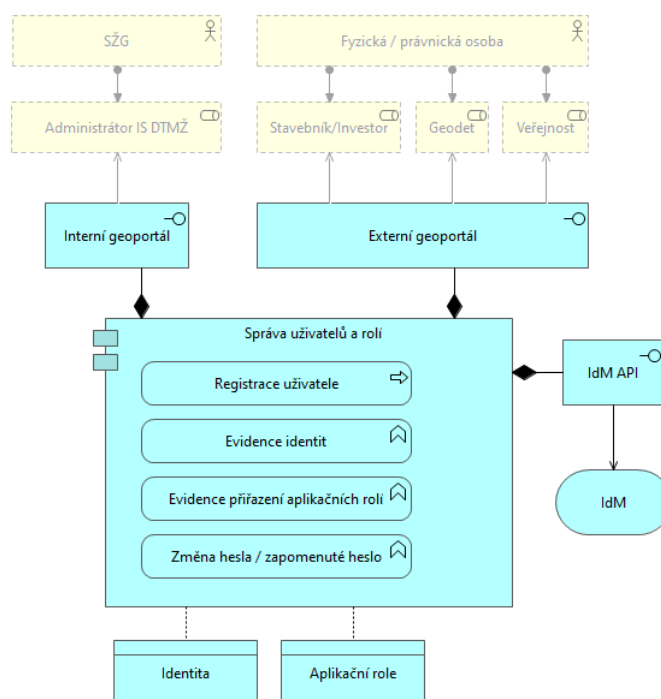 SŽG
Fyzická / právnická osoba
Administrátor IS DTMŽ
Stavebník/Investor
Geodet
Veřejnost
Interní geoportál
Externí geoportál
Správa uživatelů a rolí
Registrace uživatele
IdM API
Evidence identit
Evidence přiřazení aplikačních rolí
IdM
Změna hesla / zapomenuté heslo
Identita
Aplikační role